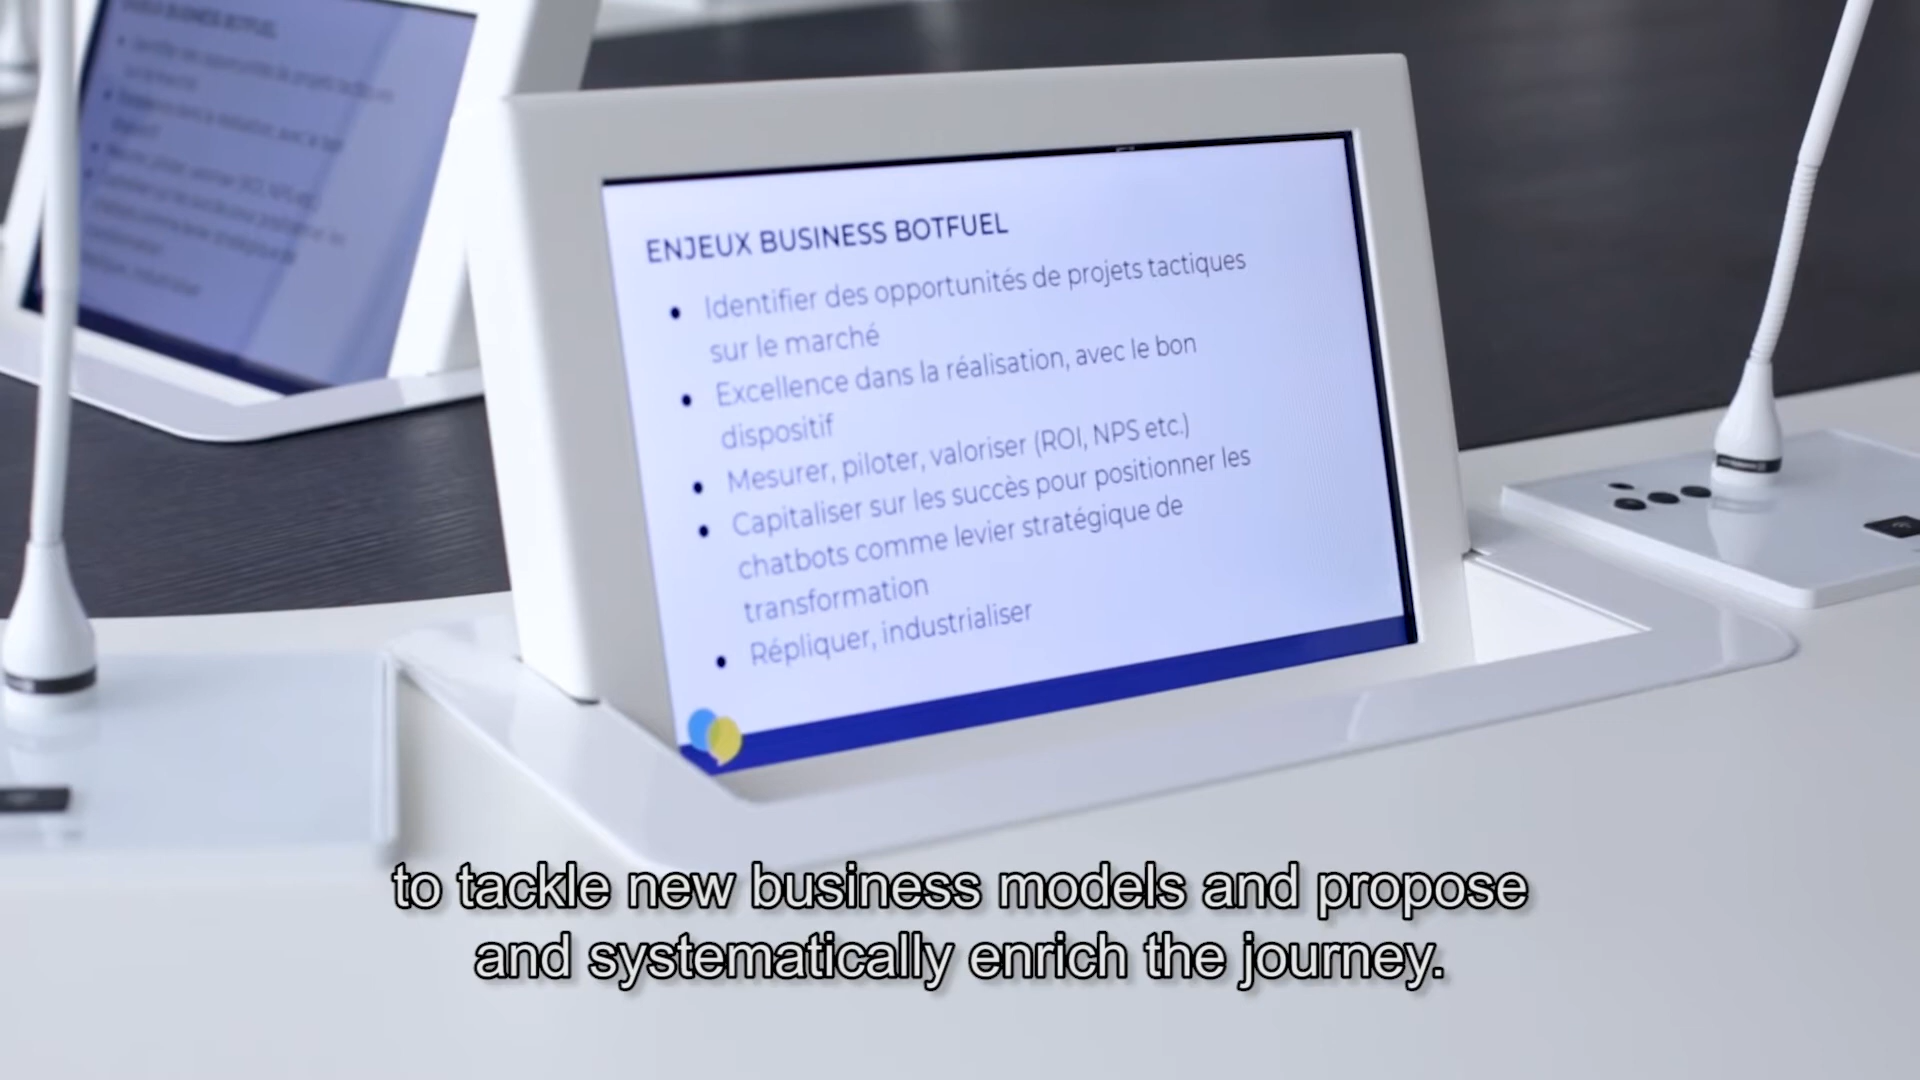 ENJEUX BUSINESS BOTFUEL
Identifier des opportunités de projets tactiques
sur le marché
Excellence dans la réalisation, avec le bon
dispositif
Mesurer, piloter, valoriser (ROI, NPS etc.)
Capitaliser sur les succès pour positionner les
chatbots comme levier stratégique de
transformation
Répliquer, industrialiser
to tackle new business models and propose
and systematically enrich the journey.